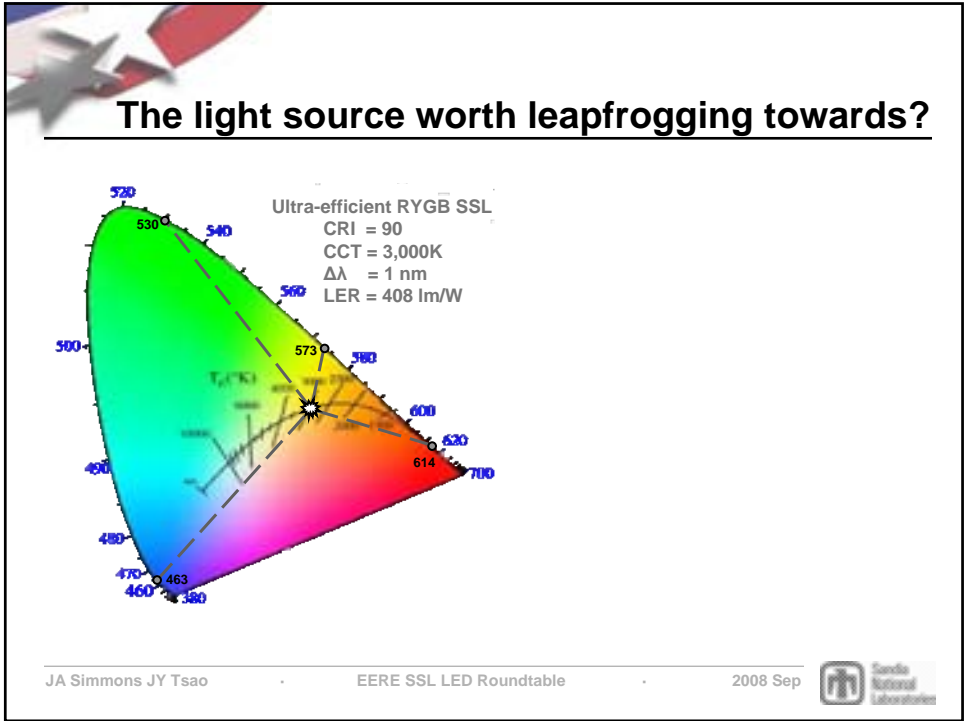 The light source worth leapfrogging towards?
Ultra-efficient RYGB SSL
CRI = 90
CCT = 3,000K
Δλ = 1 nm
LER = 408 lm/W
520
530
540
560
500
573
580
T_c(°K)
600
620
614
700
490
480
470
463
460
380
JA Simmons JY Tsao · EERE SSL LED Roundtable · 2008 Sep
Sandia
National
Laboratories